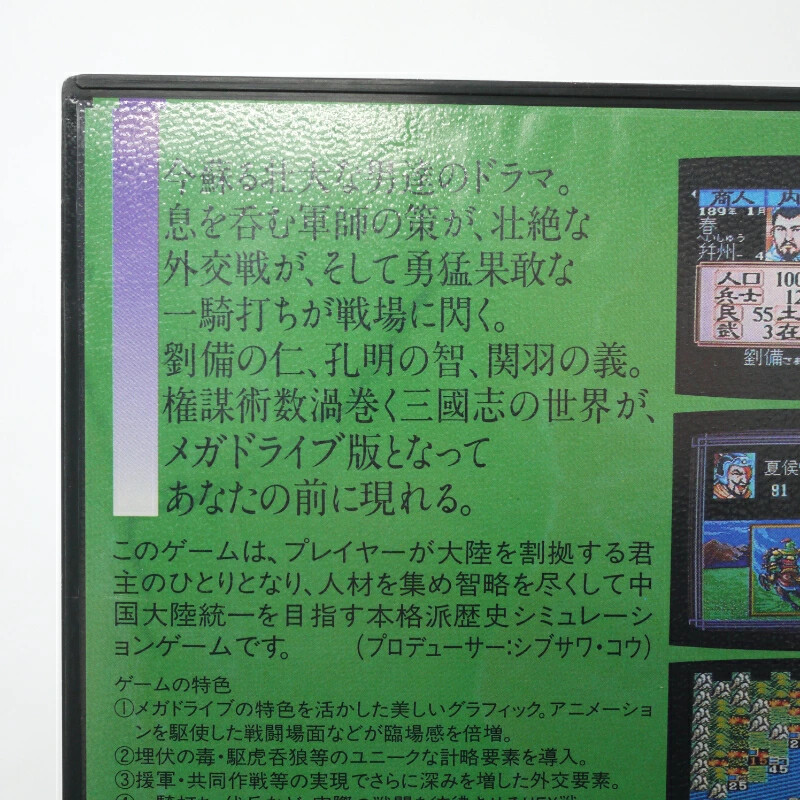 今蘇る壮大な男達のドラマ。
息を呑む軍師の策が、壮絶な
外交戦が、そして勇猛果敢な
一騎打ちが戦場に閃く。
劉備の仁、孔明の智、関羽の義。
権謀術数渦巻く三國志の世界が、
メガドライブ版となって
あなたの前に現れる。
このゲームは、プレイヤーが大陸を割拠する君
主のひとりとなり、人材を集め智略を尽くして中
国大陸統一を目指す本格派歴史シミュレーシ
ョンゲームです。 (プロデューサー:シブサワ・コウ)
ゲームの特色
①メガドライブの特色を活かした美しいグラフィック。アニメーショ
ンを駆使した戦闘場面などが臨場感を倍増。
②埋伏の毒・駆虎呑狼等のユニークな計略要素を導入。
③援軍・共同作戦等の実現でさらに深みを増した外交要素。
商人
189年 1月
春
へいしゅう
并州 4
人口 100
兵士 12
民 55 土
武 3 在
劉備さま
夏侯
91
15
45